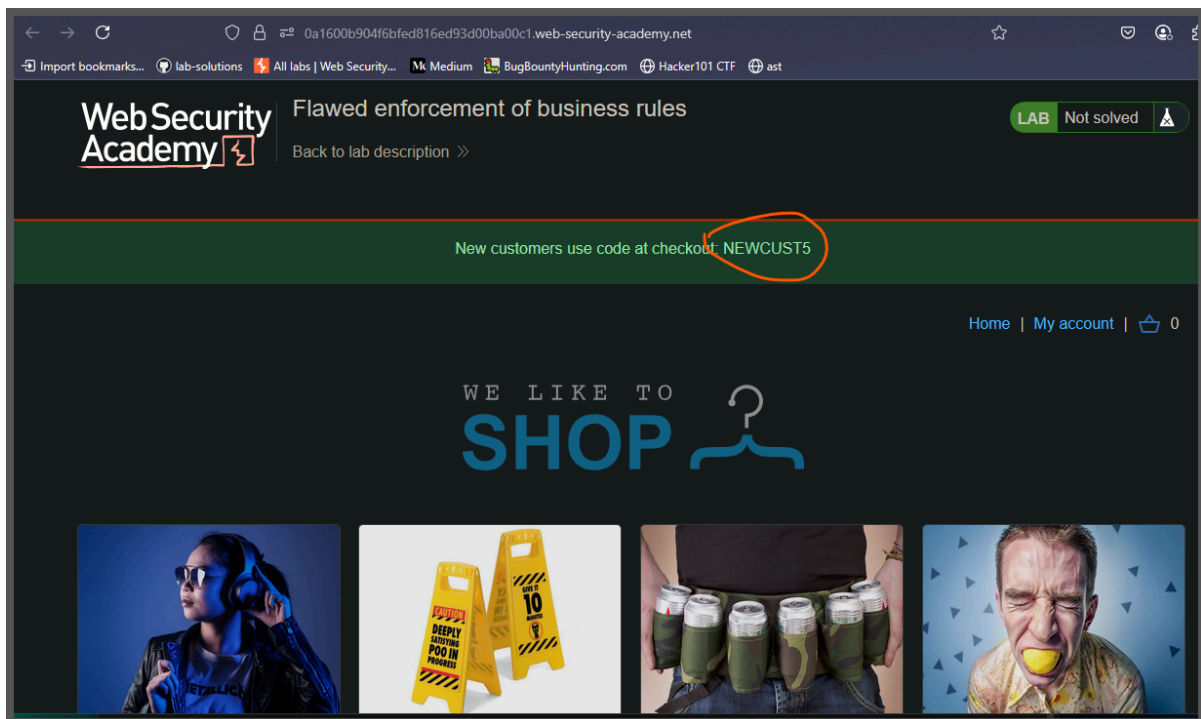 0a1600b904f6bfed816ed93d00ba00c1.web-security-academy.net
Import bookmarks... lab-solutions All labs | Web Security... Medium BugBountyHunting.com Hacker101 CTF ast
Web Security
Academy
Flawed enforcement of business rules
Back to lab description
LAB Not solved
New customers use code at checkout: NEWCUST5
Home | My account | 0
WE LIKE TO
SHOP
CAUTION
DEEPLY
SATISFYING
POO IN
PROGRESS
GIVE IT
10
MINUTES